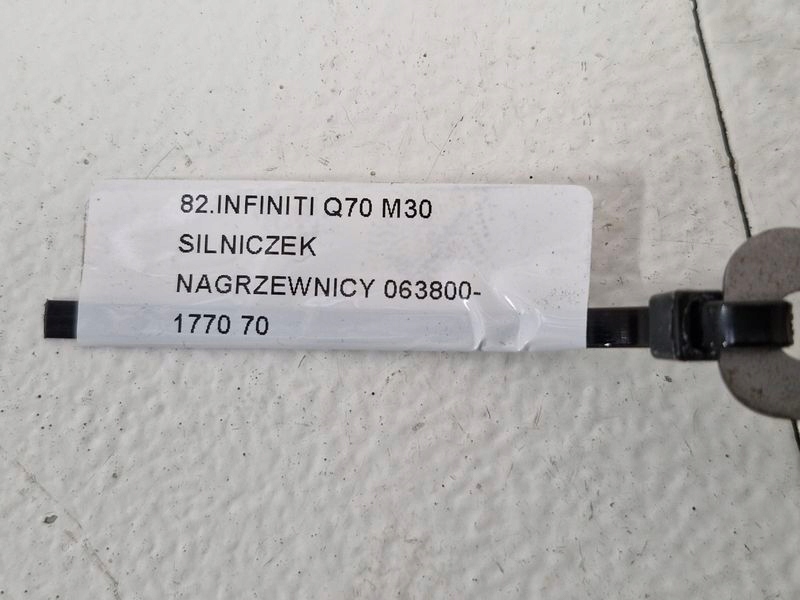 82.INFINITI Q70 M30
SILNICZEK
NAGRZEWNICY 063800-
1770 70